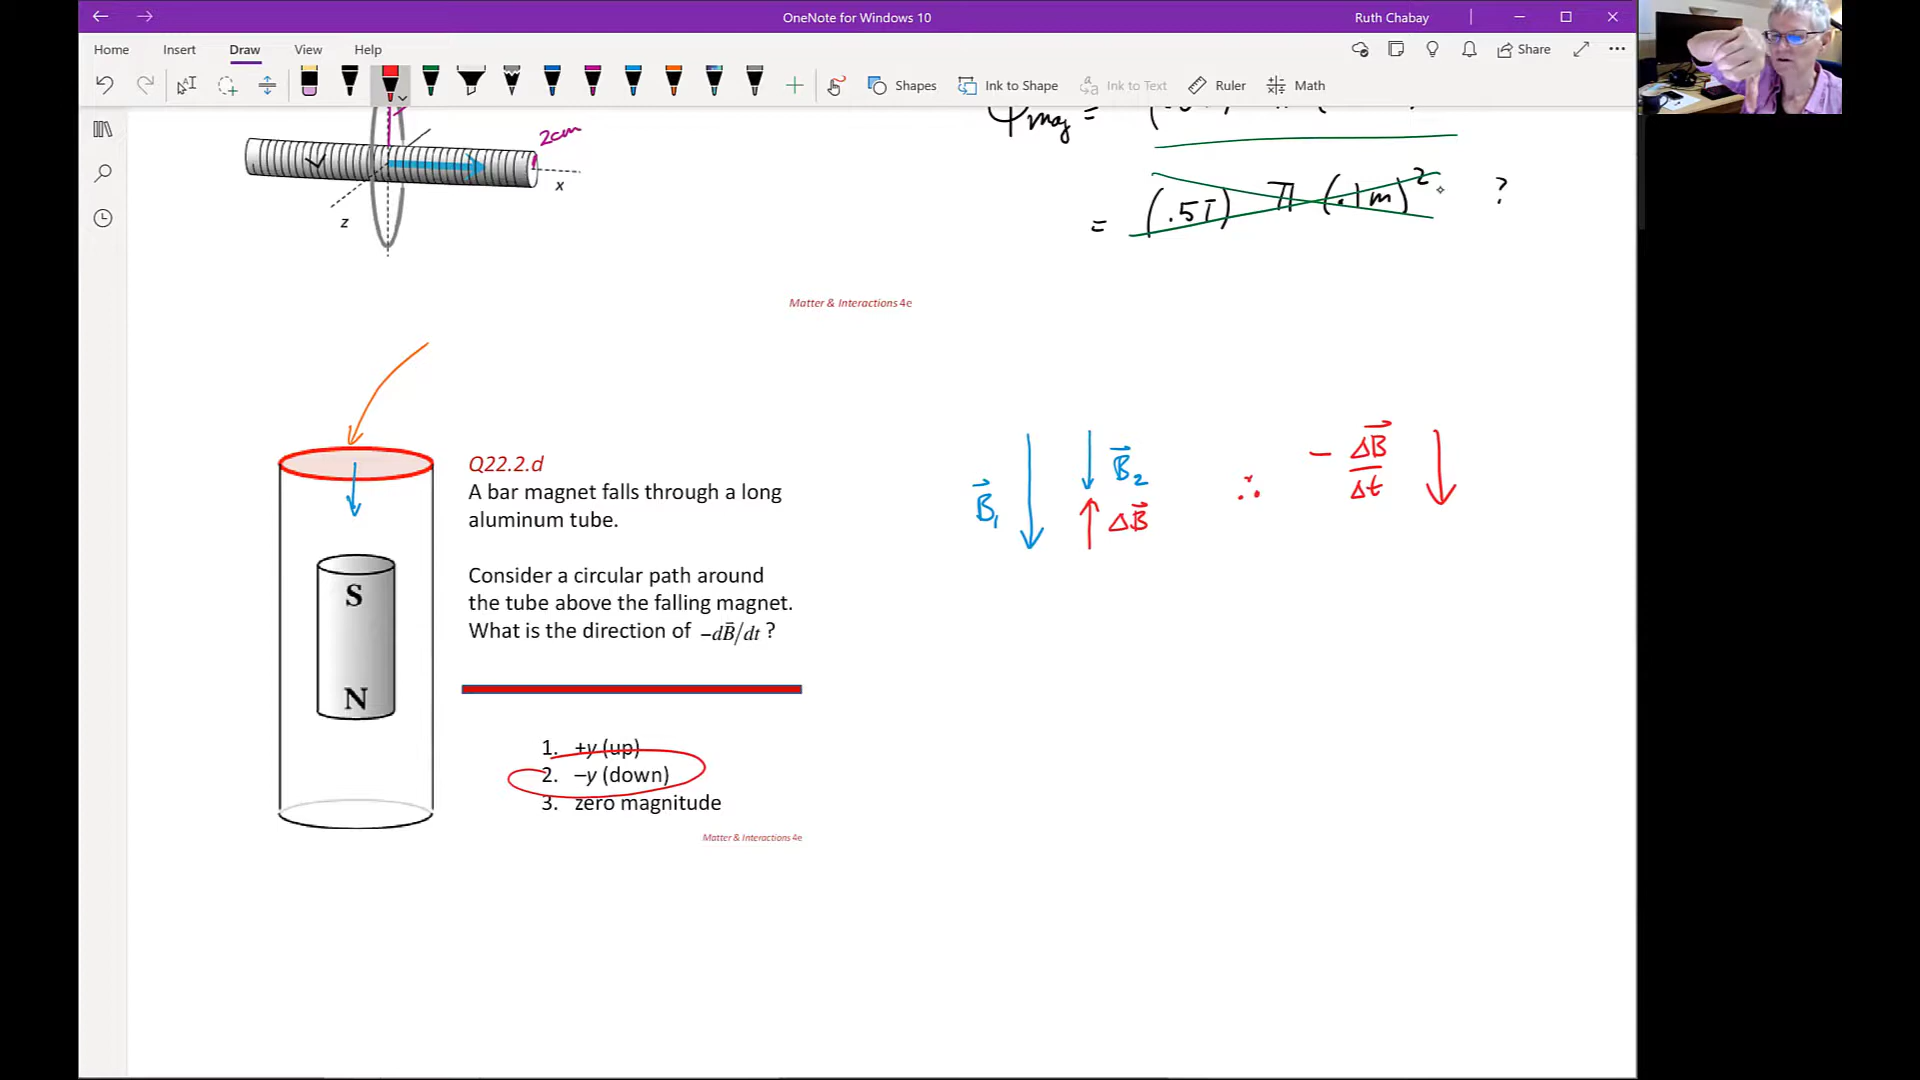 OneNote for Windows 10
Ruth Chabay
Home Insert Draw View Help
Share
Shapes Ink to Shape Ink to Text Ruler Math
2cm
x
z
Φmag =
= (.5T) π (.1m)² ?
Matter & Interactions 4e
Q22.2.d
A bar magnet falls through a long
aluminum tube.
Consider a circular path around
the tube above the falling magnet.
What is the direction of −dB⃗/dt ?
1. +y (up)
2. −y (down)
3. zero magnitude
Matter & Interactions 4e
S
N
B⃗₁
B⃗₂
ΔB⃗
∴ − ΔB⃗
Δt